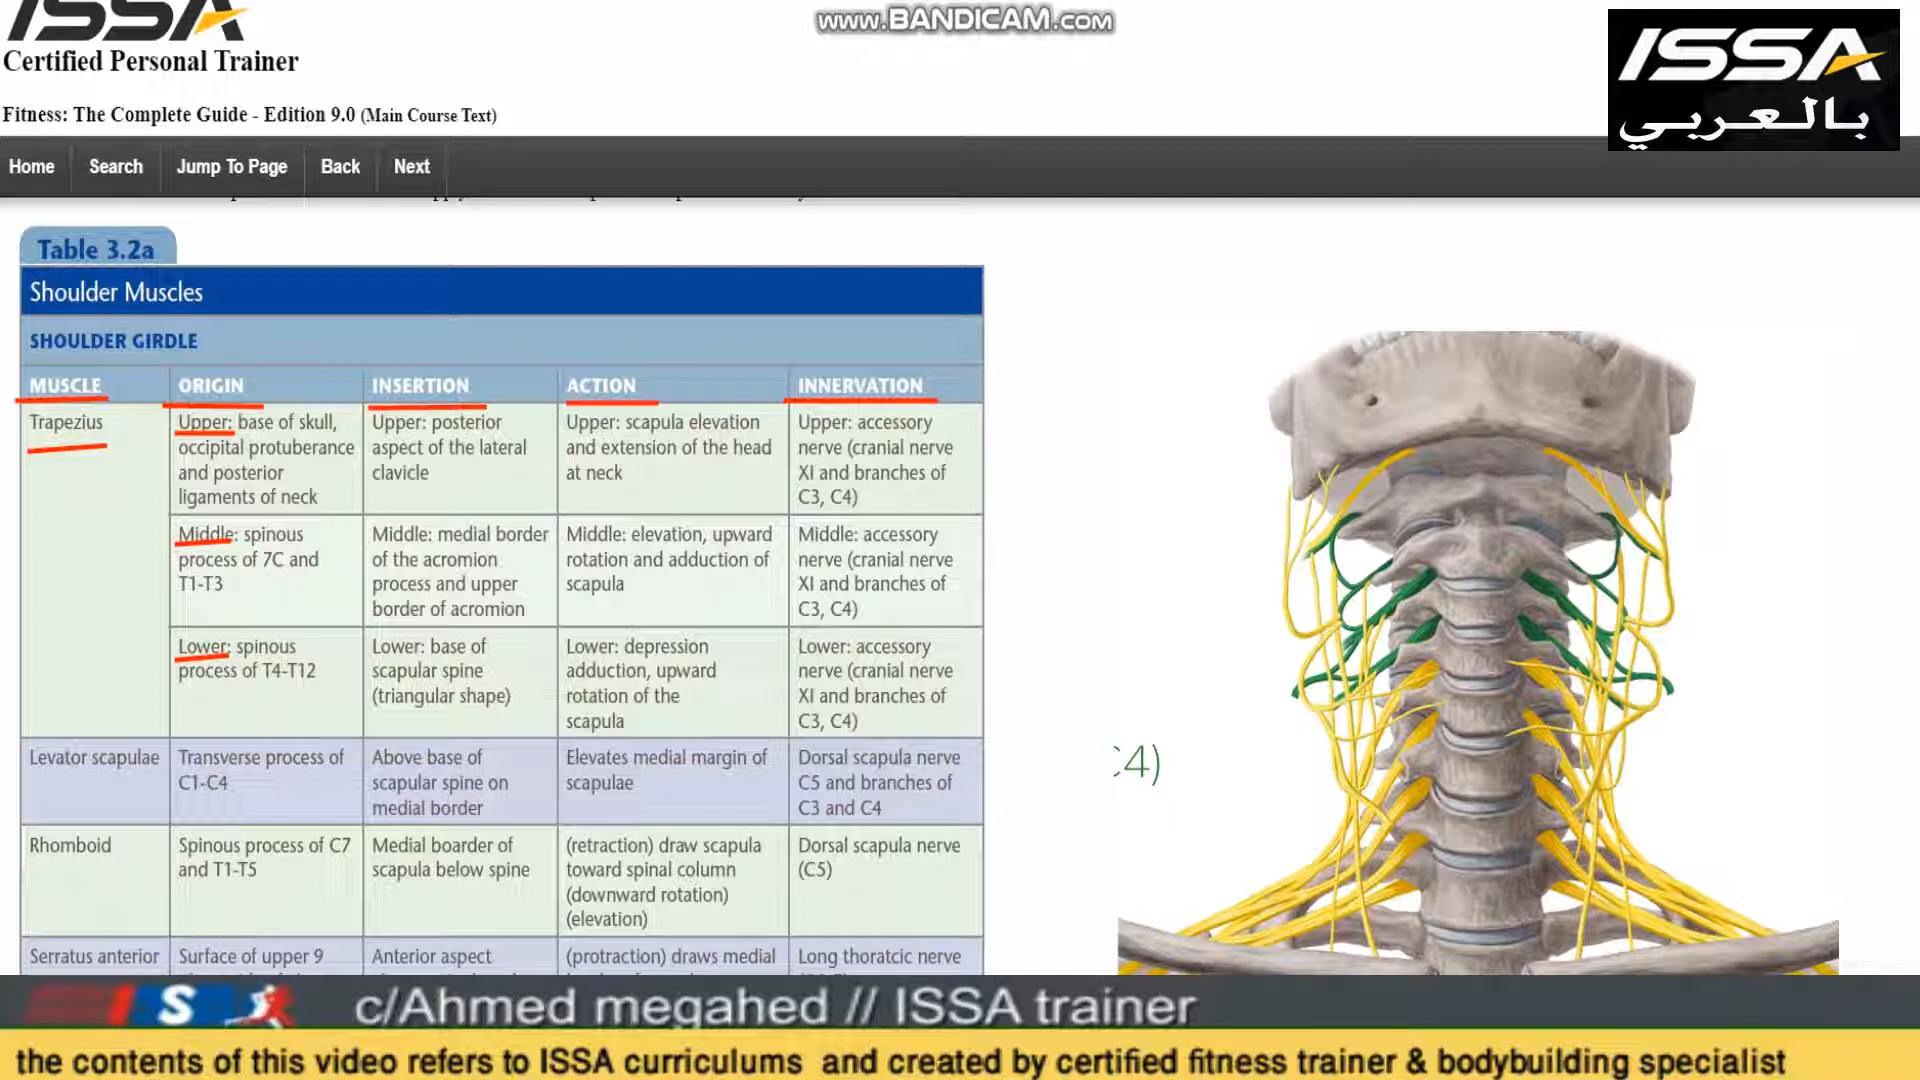 ISSA
www.BANDICAM.com
ISSA
بالعربي
Certified Personal Trainer
Fitness: The Complete Guide - Edition 9.0 (Main Course Text)
Home Search Jump To Page Back Next
Table 3.2a
Shoulder Muscles
SHOULDER GIRDLE
MUSCLE ORIGIN INSERTION ACTION INNERVATION
Trapezius
Upper: base of skull,
occipital protuberance
and posterior
ligaments of neck
Upper: posterior
aspect of the lateral
clavicle
Upper: scapula elevation
and extension of the head
at neck
Upper: accessory
nerve (cranial nerve
XI and branches of
C3, C4)
Middle: spinous
process of 7C and
T1-T3
Middle: medial border
of the acromion
process and upper
border of acromion
Middle: elevation, upward
rotation and adduction of
scapula
Middle: accessory
nerve (cranial nerve
XI and branches of
C3, C4)
Lower: spinous
process of T4-T12
Lower: base of
scapular spine
(triangular shape)
Lower: depression
adduction, upward
rotation of the
scapula
Lower: accessory
nerve (cranial nerve
XI and branches of
C3, C4)
Levator scapulae
Transverse process of
C1-C4
Above base of
scapular spine on
medial border
Elevates medial margin of
scapulae
Dorsal scapula nerve
C5 and branches of
C3 and C4
Rhomboid
Spinous process of C7
and T1-T5
Medial boarder of
scapula below spine
(retraction) draw scapula
toward spinal column
(downward rotation)
(elevation)
Dorsal scapula nerve
(C5)
Serratus anterior
Surface of upper 9
Anterior aspect
(protraction) draws medial
Long thoratcic nerve
4)
S
c/Ahmed megahed // ISSA trainer
the contents of this video refers to ISSA curriculums and created by certified fitness trainer & bodybuilding specialist